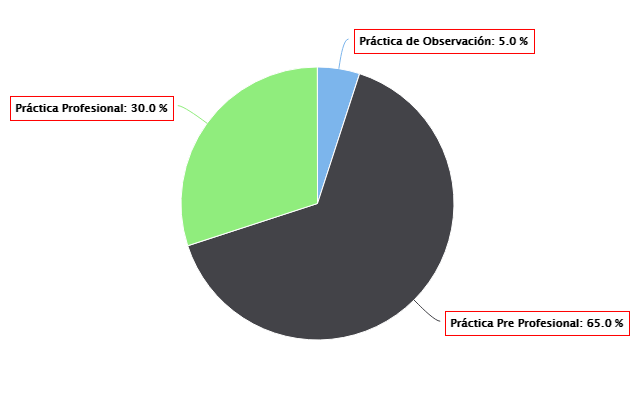 Práctica de Observación: 5.0 %
Práctica Profesional: 30.0 %
Práctica Pre Profesional: 65.0 %